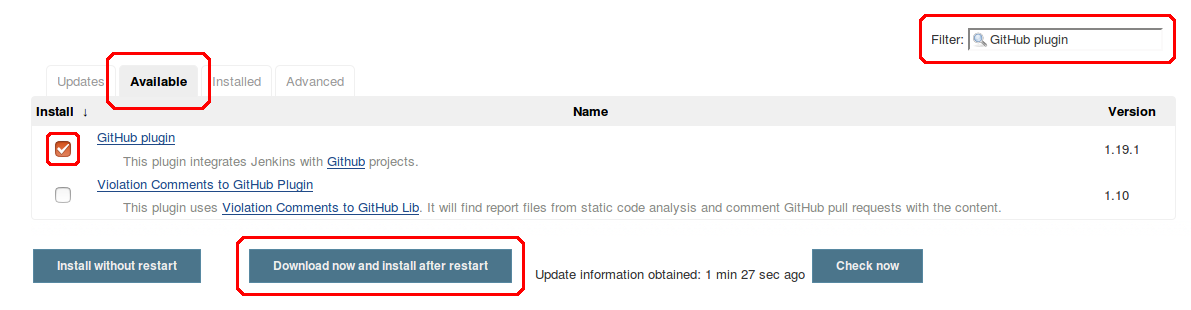 Filter: GitHub plugin
Updates Available Installed Advanced
Install ↓ Name Version
GitHub plugin
This plugin integrates Jenkins with Github projects.
1.19.1
Violation Comments to GitHub Plugin
This plugin uses Violation Comments to GitHub Lib. It will find report files from static code analysis and comment GitHub pull requests with the content.
1.10
Install without restart Download now and install after restart Update information obtained: 1 min 27 sec ago Check now